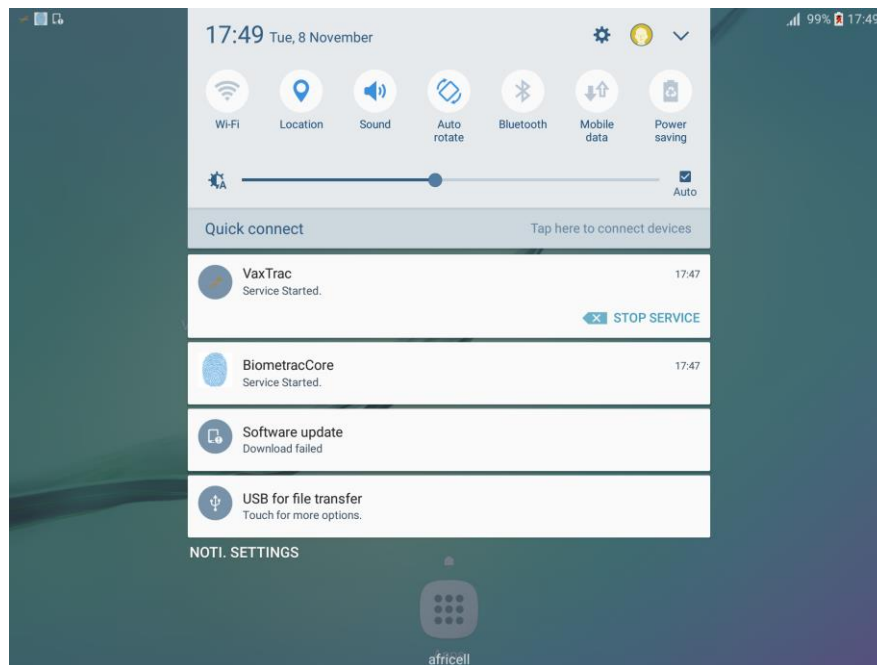 99% 17:49
17:49 Tue, 8 November
Wi-Fi Location Sound Auto rotate Bluetooth Mobile data Power saving
A
Auto
Quick connect Tap here to connect devices
VaxTrac 17:47
Service Started.
STOP SERVICE
BiometracCore 17:47
Service Started.
Software update
Download failed
USB for file transfer
Touch for more options.
NOTI. SETTINGS
africell